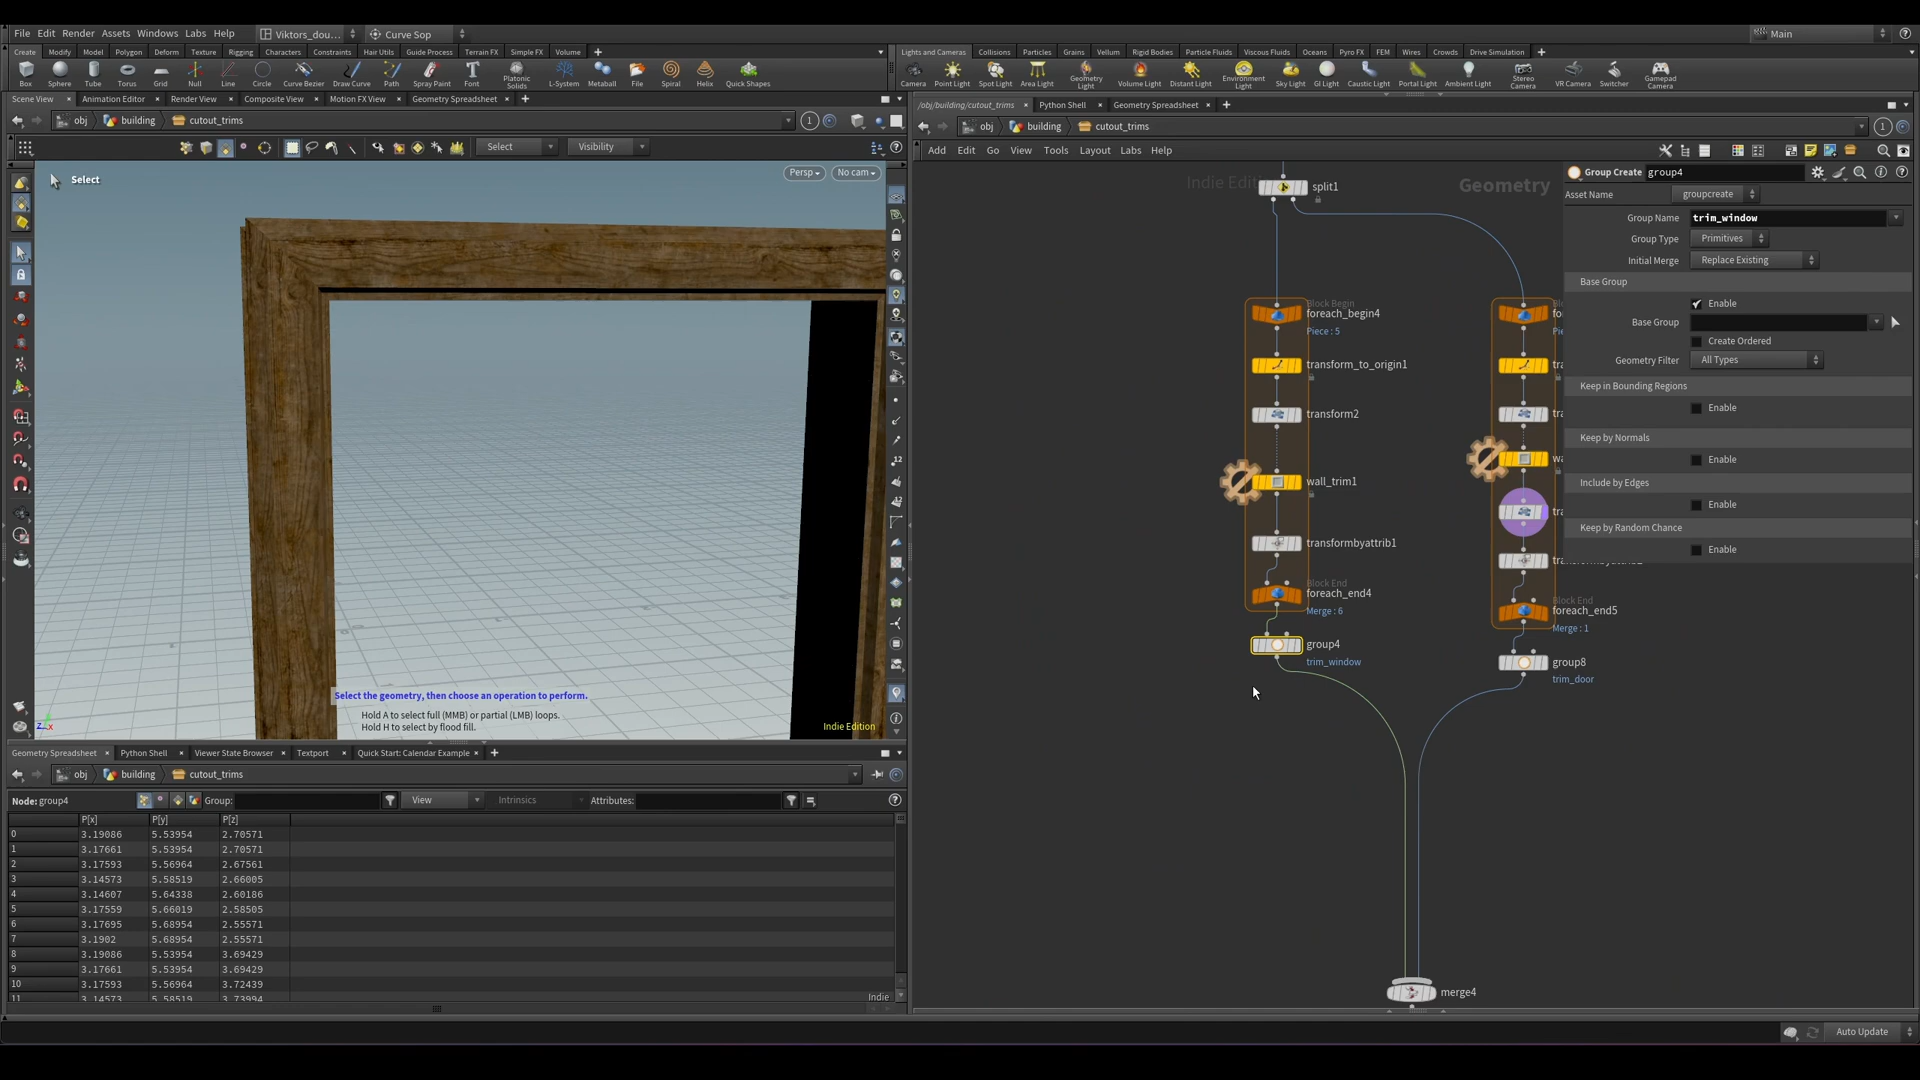 File Edit Render Assets Windows Labs Help
Viktors_dou...
Curve Sop
Main
Create Modify Model Polygon Deform Texture Rigging Characters Constraints Hair Utils Guide Process Terrain FX Simple FX Volume
Lights and Cameras Collisions Particles Grains Vellum Rigid Bodies Particle Fluids Viscous Fluids Oceans Pyro FX FEM Wires Crowds Drive Simulation
Box Sphere Tube Torus Grid Null Line Circle Curve Bezier Draw Curve Path Spray Paint Font Platonic Solids L-System Metaball File Spiral Helix Quick Shapes
Camera Point Light Spot Light Area Light Geometry Light Volume Light Distant Light Environment Light Sky Light GI Light Caustic Light Portal Light Ambient Light Stereo Camera VR Camera Switcher Gamepad Camera
Scene View Animation Editor Render View Composite View Motion FX View Geometry Spreadsheet
/obj/building/cutout_trims Python Shell Geometry Spreadsheet
obj building cutout_trims 1
obj building cutout_trims 1
Select Visibility
Add Edit Go View Tools Layout Labs Help
Select
Persp No cam
Indie Edi
Geometry
split1
Group Create group4
Asset Name groupcreate
Group Name trim_window
Group Type Primitives
Initial Merge Replace Existing
Base Group
Enable
Base Group
Create Ordered
Geometry Filter All Types
Keep in Bounding Regions
Enable
Keep by Normals
Enable
Include by Edges
Enable
Keep by Random Chance
Enable
Block Begin
foreach_begin4
Piece : 5
transform_to_origin1
transform2
wall_trim1
transformbyattrib1
Block End
foreach_end4
Merge : 6
group4
trim_window
Block End
foreach_end5
Merge : 1
group8
trim_door
merge4
Select the geometry, then choose an operation to perform.
Hold A to select full (MMB) or partial (LMB) loops.
Hold H to select by flood fill.
Indie Edition
Geometry Spreadsheet Python Shell Viewer State Browser Textport Quick Start: Calendar Example
obj building cutout_trims
Node: group4 Group: View Intrinsics Attributes:
P[x] P[y] P[z]
0 3.19086 5.53954 2.70571
1 3.17661 5.53954 2.70571
2 3.17593 5.56964 2.67561
3 3.14573 5.58519 2.66005
4 3.14607 5.64338 2.60186
5 3.17559 5.66019 2.58505
6 3.17695 5.68954 2.55571
7 3.1902 5.68954 2.55571
8 3.19086 5.53954 3.69429
9 3.17661 5.53954 3.69429
10 3.17593 5.56964 3.72439
11 3.14573 5.58519 3.73994
Indie
Auto Update